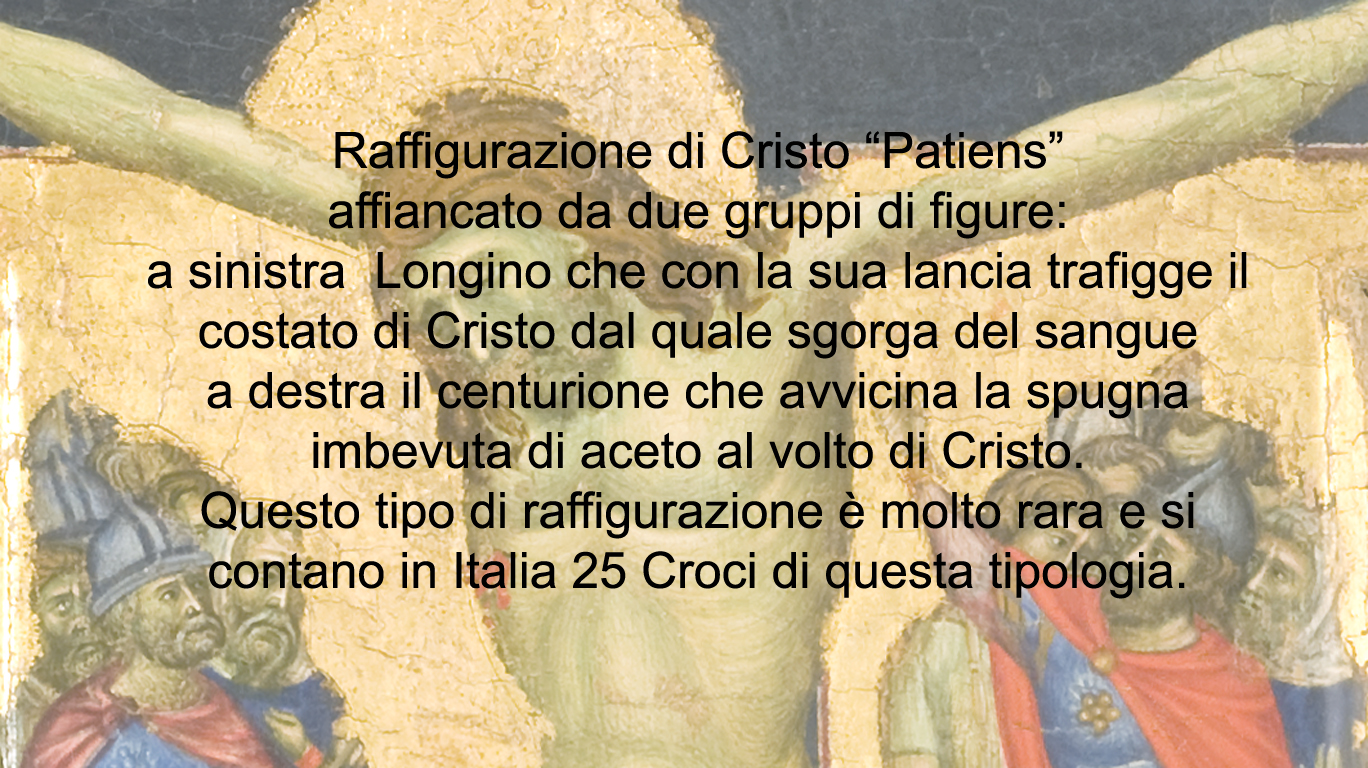 Raffigurazione di Cristo “Patiens”
affiancato da due gruppi di figure:
a sinistra  Longino che con la sua lancia trafigge il
costato di Cristo dal quale sgorga del sangue
a destra il centurione che avvicina la spugna
imbevuta di aceto al volto di Cristo.
Questo tipo di raffigurazione è molto rara e si
contano in Italia 25 Croci di questa tipologia.